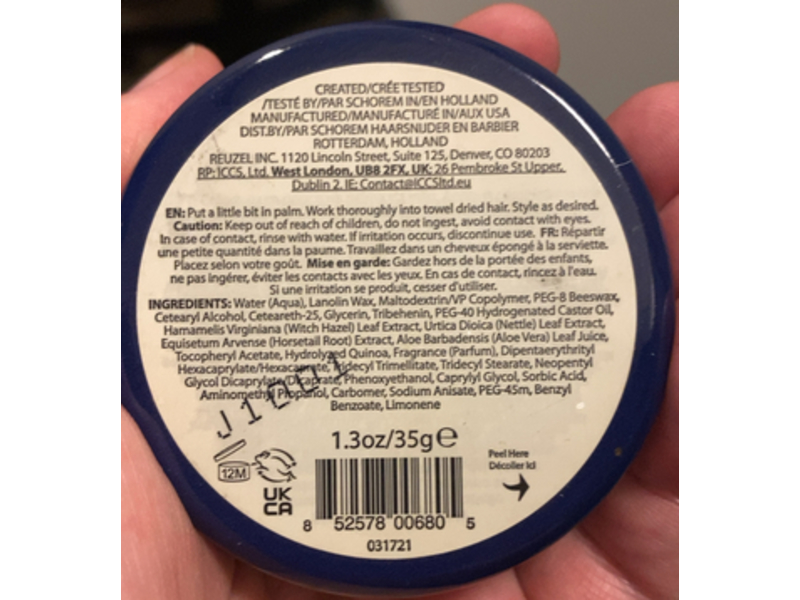 CREATED/CRÉE TESTED
/TESTÉ BY/PAR SCHOREM IN/EN HOLLAND
MANUFACTURED/MANUFACTURÉ IN/AUX USA
DIST.BY/PAR SCHOREM HAARSNIJDER EN BARBIER
ROTTERDAM, HOLLAND
REUZEL INC. 1120 Lincoln Street, Suite 125, Denver, CO 80203
RP: ICCS, Ltd. West London, UB8 2FX, UK; 26 Pembroke St Upper,
Dublin 2, IE; Contact@ICCSltd.eu
EN: Put a little bit in palm. Work thoroughly into towel dried hair. Style as desired.
Caution: Keep out of reach of children, do not ingest, avoid contact with eyes.
In case of contact, rinse with water. If irritation occurs, discontinue use. FR: Répartir
une petite quantité dans la paume. Travaillez dans un cheveux épongé à la serviette.
Placez selon votre goût. Mise en garde: Gardez hors de la portée des enfants,
ne pas ingérer, éviter les contacts avec les yeux. En cas de contact, rincez à l'eau.
Si une irritation se produit, cesser d'utiliser.
INGREDIENTS: Water (Aqua), Lanolin Wax, Maltodextrin/VP Copolymer, PEG-8 Beeswax,
Cetearyl Alcohol, Ceteareth-25, Glycerin, Tribehenin, PEG-40 Hydrogenated Castor Oil,
Hamamelis Virginiana (Witch Hazel) Leaf Extract, Urtica Dioica (Nettle) Leaf Extract,
Equisetum Arvense (Horsetail Root) Extract, Aloe Barbadensis (Aloe Vera) Leaf Juice,
Tocopheryl Acetate, Hydrolyzed Quinoa, Fragrance (Parfum), Dipentaerythrityl
Hexacaprylate/Hexacaprate, Tridecyl Trimellitate, Tridecyl Stearate, Neopentyl
Glycol Dicaprylate/Dicaprate, Phenoxyethanol, Caprylyl Glycol, Sorbic Acid,
Aminomethyl Propanol, Carbomer, Sodium Anisate, PEG-45m, Benzyl
Benzoate, Limonene
J1001
1.3oz/35g℮
Peel Here
Décoller Ici
12M
UK
CA
8 52578 00680 5
031721